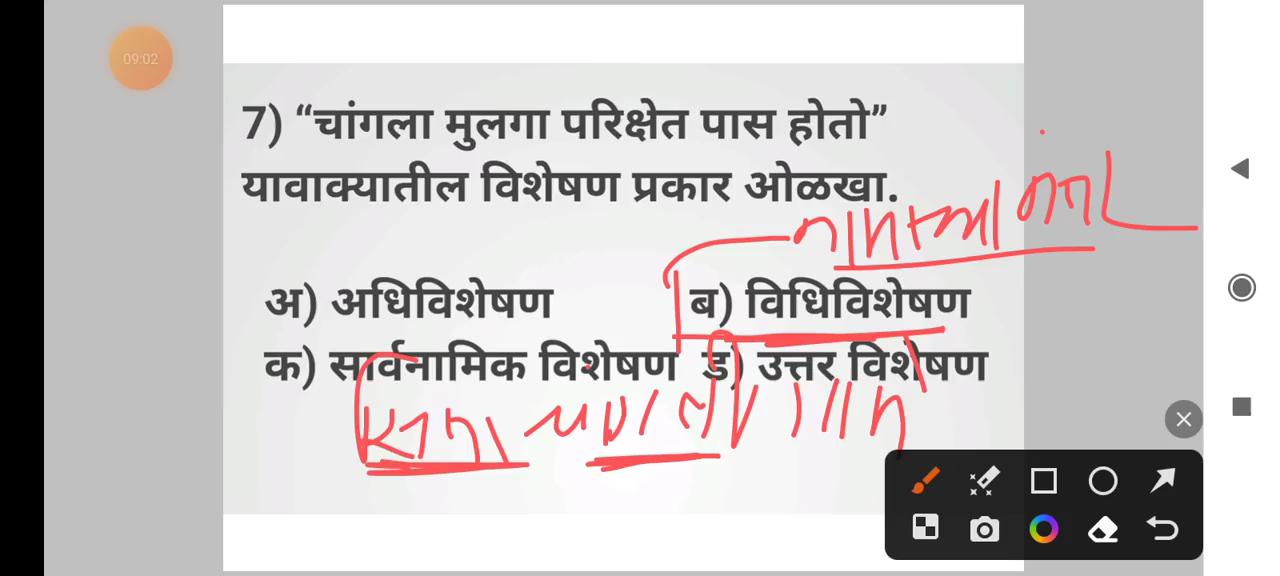 09:02
7) “चांगला मुलगा परिक्षेत पास होतो”
यावाक्यातील विशेषण प्रकार ओळखा.
अ) अधिविशेषण ब) विधिविशेषण
क) सार्वनामिक विशेषण ड) उत्तर विशेषण